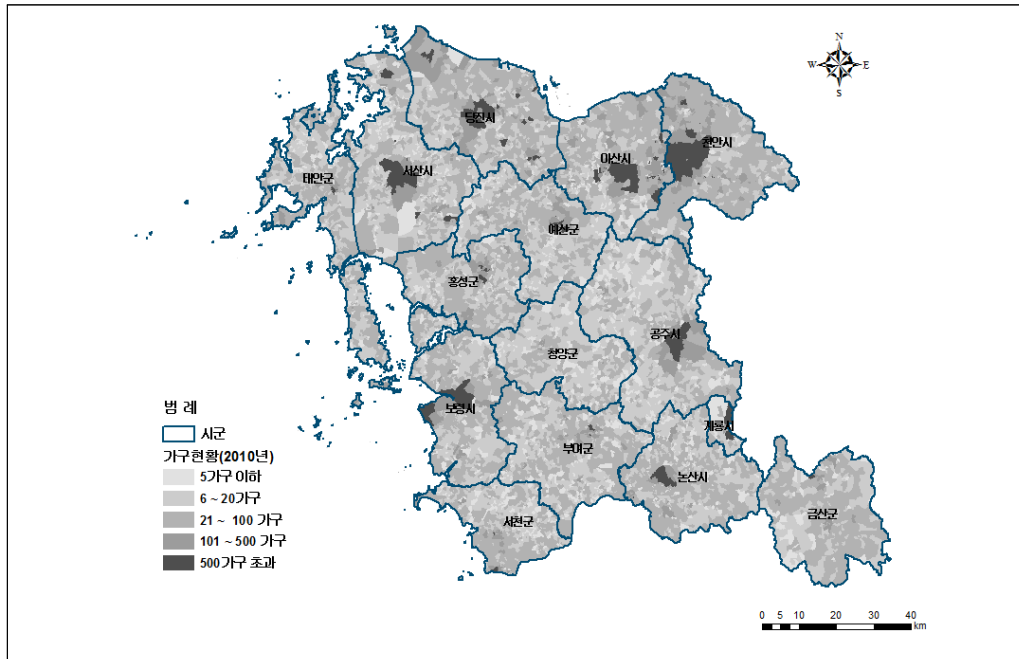 N
W E
S
당진시
천안시
아산시
서산시
태안군
예산군
홍성군
공주시
청양군
보령시
계룡시
부여군
논산시
서천군
금산군
범 례
시군
가구현황(2010년)
5가구 이하
6 ~ 20가구
21 ~ 100 가구
101 ~ 500 가구
500가구 초과
0 5 10 20 30 40
km